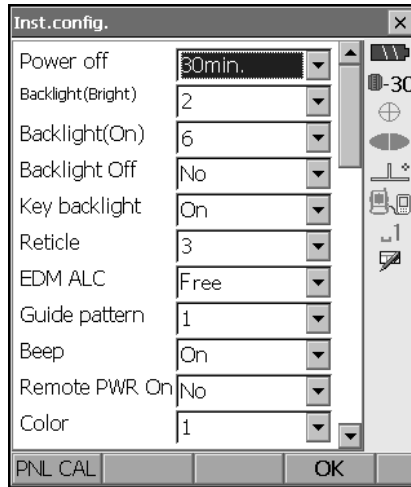 Inst.config.
Power off 30min.
Backlight(Bright) 2
Backlight(On) 6
Backlight Off No
Key backlight On
Reticle 3
EDM ALC Free
Guide pattern 1
Beep On
Remote PWR On No
Color 1
-30
1
PNL CAL OK